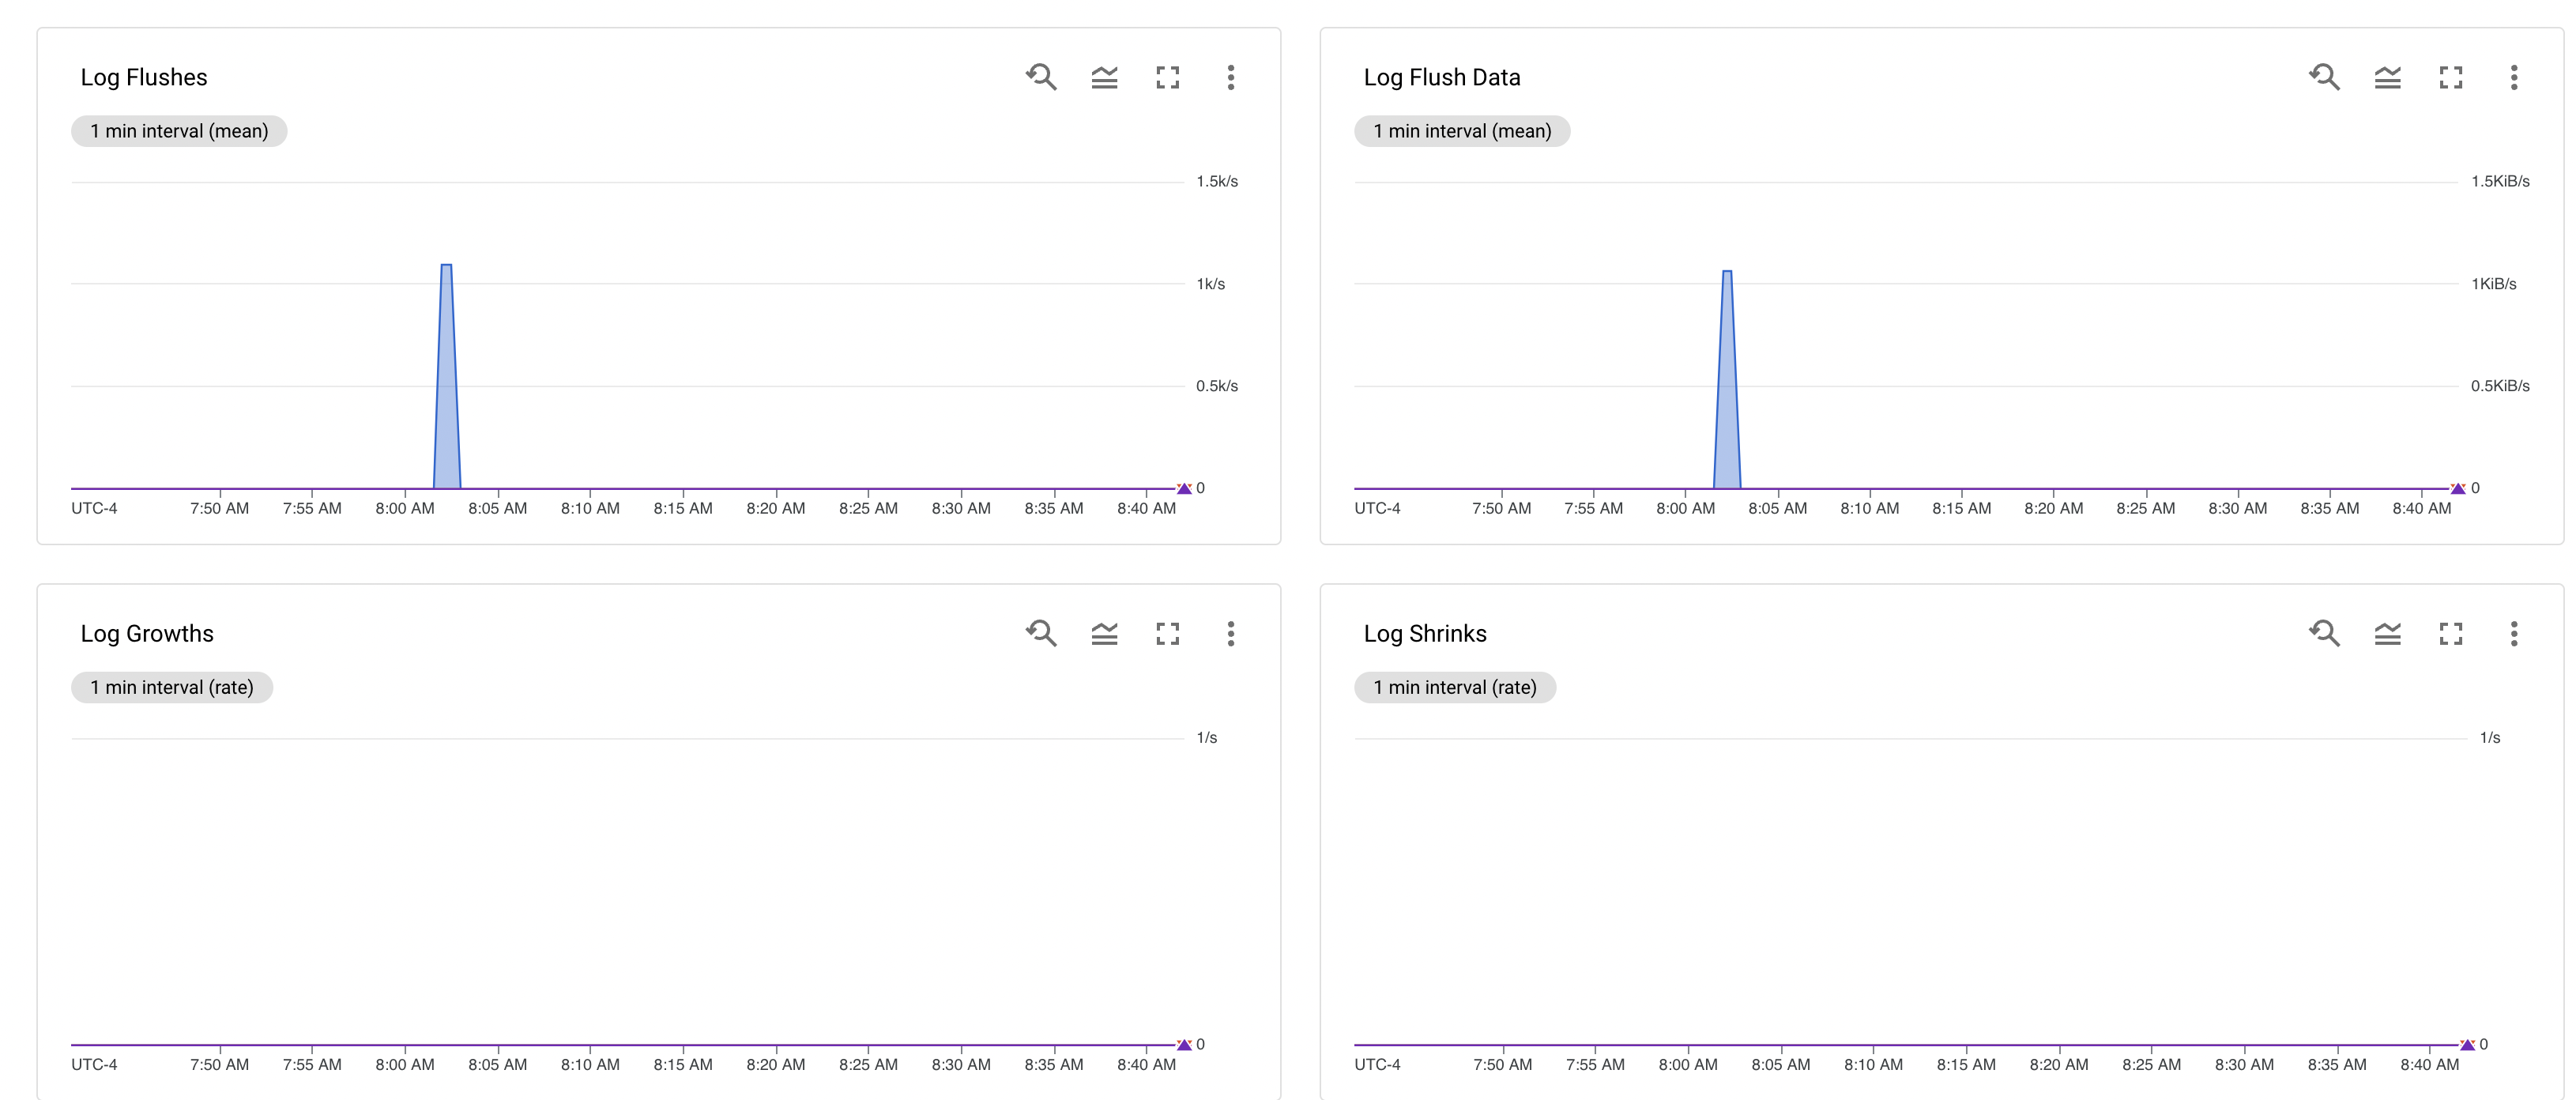 Log Flushes
1 min interval (mean)
1.5k/s
1k/s
0.5k/s
0
UTC-4 7:50 AM 7:55 AM 8:00 AM 8:05 AM 8:10 AM 8:15 AM 8:20 AM 8:25 AM 8:30 AM 8:35 AM 8:40 AM
Log Flush Data
1 min interval (mean)
1.5KiB/s
1KiB/s
0.5KiB/s
0
UTC-4 7:50 AM 7:55 AM 8:00 AM 8:05 AM 8:10 AM 8:15 AM 8:20 AM 8:25 AM 8:30 AM 8:35 AM 8:40 AM
Log Growths
1 min interval (rate)
1/s
0
UTC-4 7:50 AM 7:55 AM 8:00 AM 8:05 AM 8:10 AM 8:15 AM 8:20 AM 8:25 AM 8:30 AM 8:35 AM 8:40 AM
Log Shrinks
1 min interval (rate)
1/s
0
UTC-4 7:50 AM 7:55 AM 8:00 AM 8:05 AM 8:10 AM 8:15 AM 8:20 AM 8:25 AM 8:30 AM 8:35 AM 8:40 AM